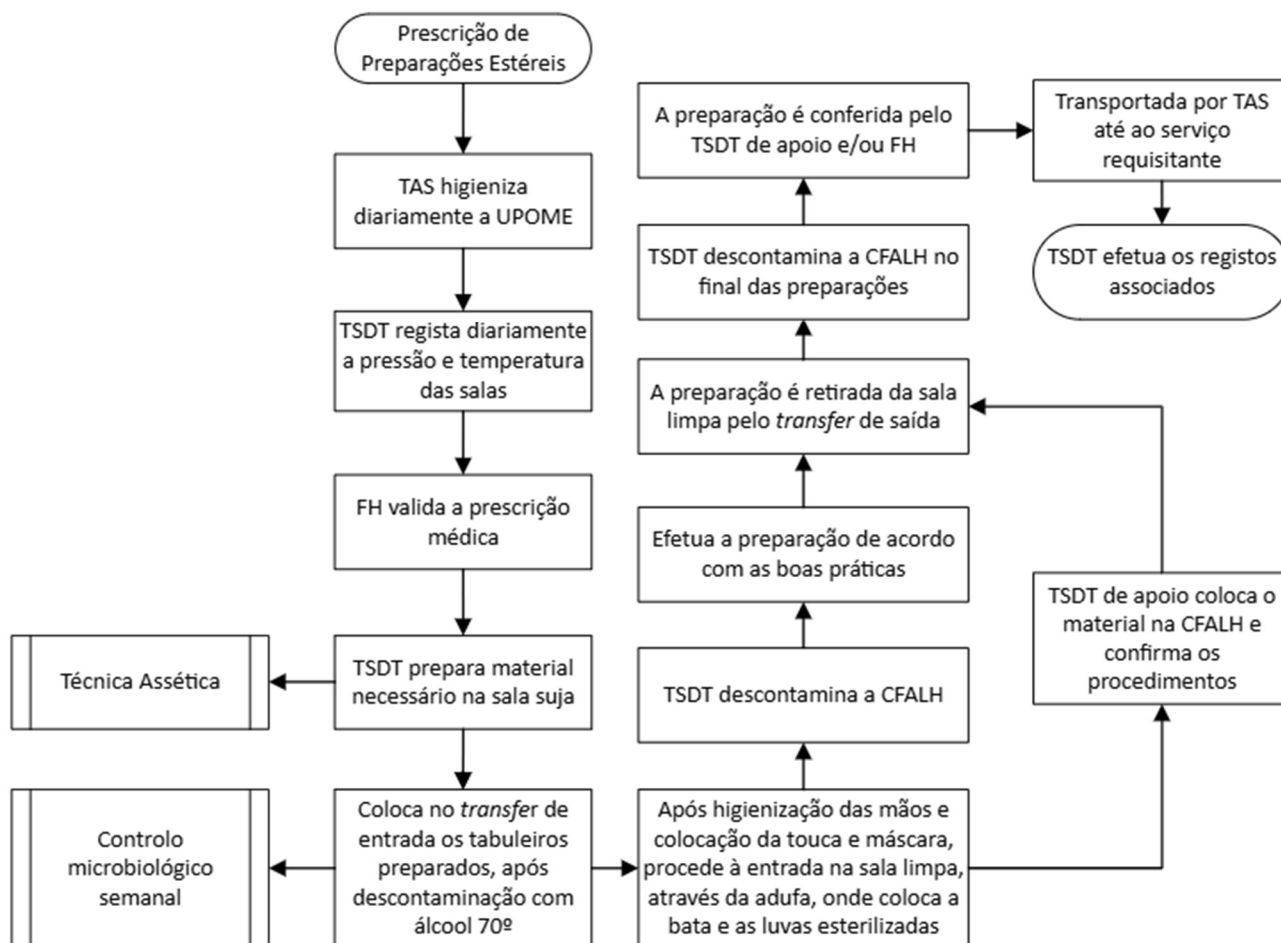 Prescrição de
Preparações Estéreis
TAS higieniza
diariamente a UPOME
TSDT regista diariamente
a pressão e temperatura
das salas
FH valida a prescrição
médica
TSDT prepara material
necessário na sala suja
Técnica Assética
Coloca no transfer de
entrada os tabuleiros
preparados, após
descontaminação com
álcool 70º
Controlo
microbiológico
semanal
Após higienização das mãos e
colocação da touca e máscara,
procede à entrada na sala limpa,
através da adufa, onde coloca a
bata e as luvas esterilizadas
TSDT descontamina a CFALH
Efetua a preparação de acordo
com as boas práticas
TSDT de apoio coloca o
material na CFALH e
confirma os
procedimentos
A preparação é retirada da sala
limpa pelo transfer de saída
TSDT descontamina a CFALH no
final das preparações
A preparação é conferida pelo
TSDT de apoio e/ou FH
Transportada por TAS
até ao serviço
requisitante
TSDT efetua os registos
associados